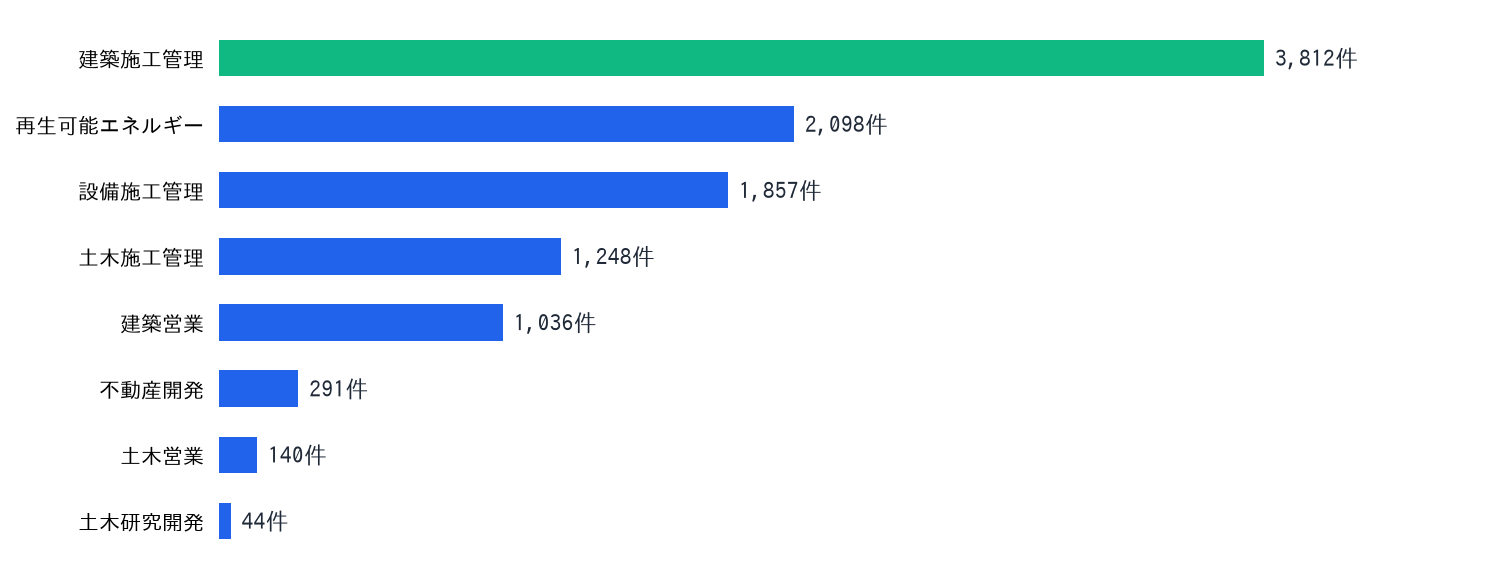 建築施工管理 3,812件
再生可能エネルギー 2,098件
設備施工管理 1,857件
土木施工管理 1,248件
建築営業 1,036件
不動産開発 291件
土木営業 140件
土木研究開発 44件